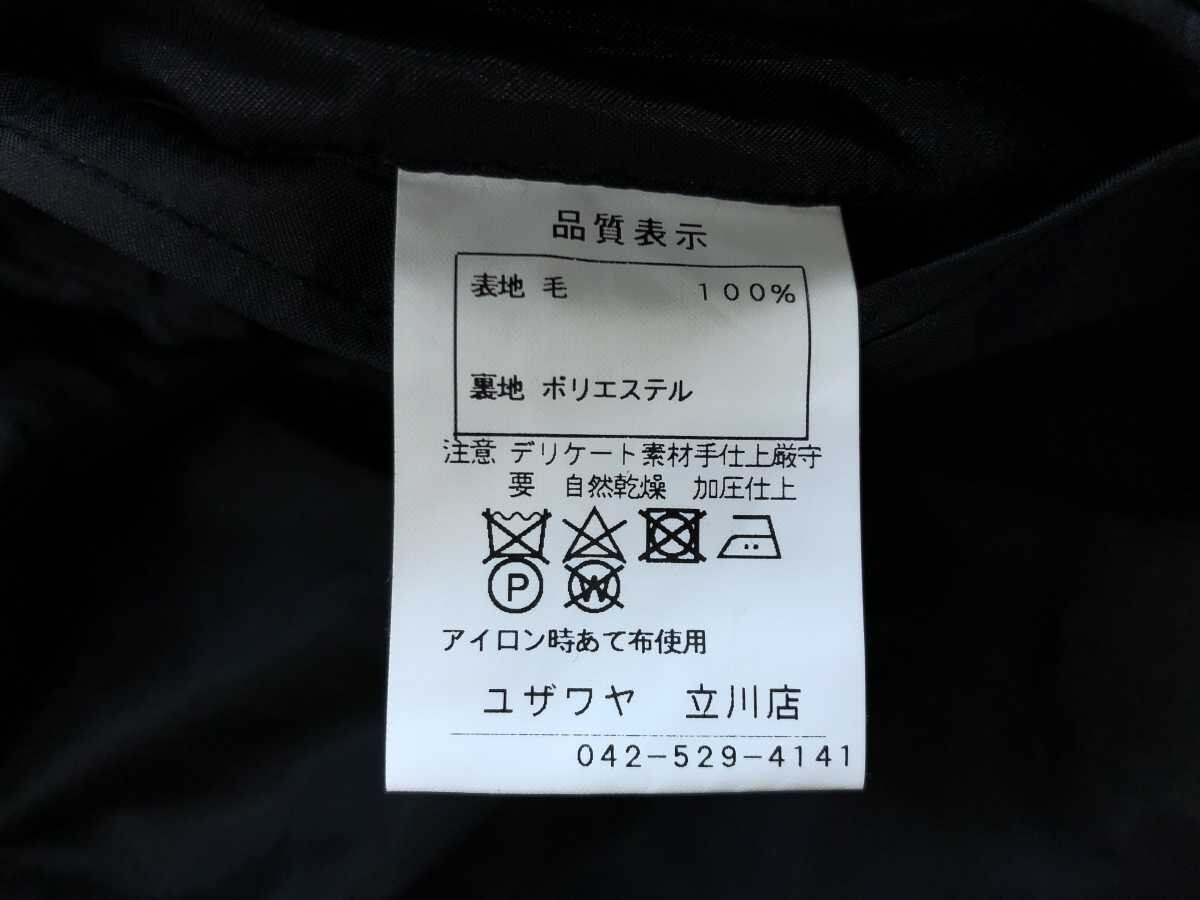 品質表示
表地 毛 100%
裏地 ポリエステル
注意 デリケート素材手仕上厳守
要 自然乾燥 加圧仕上
P W
アイロン時あて布使用
ユザワヤ 立川店
042-529-4141